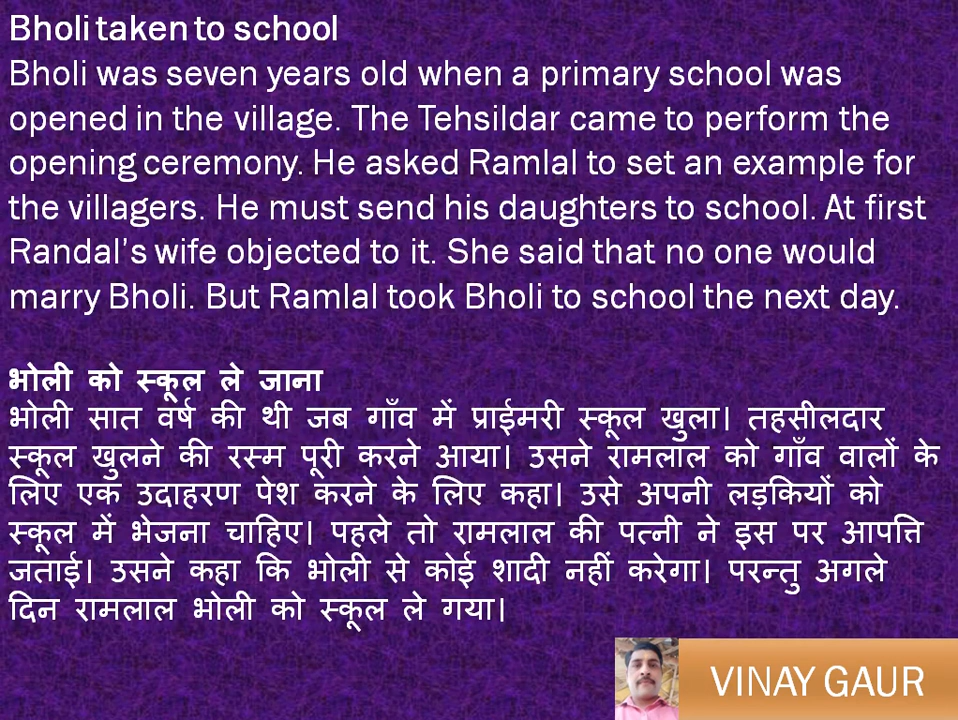 Bholi taken to school
Bholi was seven years old when a primary school was
opened in the village. The Tehsildar came to perform the
opening ceremony. He asked Ramlal to set an example for
the villagers. He must send his daughters to school. At first
Randal's wife objected to it. She said that no one would
marry Bholi. But Ramlal took Bholi to school the next day.
भोली को स्कूल ले जाना
भोली सात वर्ष की थी जब गाँव में प्राईमरी स्कूल खुला। तहसीलदार
स्कूल खुलने की रस्म पूरी करने आया। उसने रामलाल को गाँव वालों के
लिए एक उदाहरण पेश करने के लिए कहा। उसे अपनी लड़कियों को
स्कूल में भेजना चाहिए। पहले तो रामलाल की पत्नी ने इस पर आपत्ति
जताई। उसने कहा कि भोली से कोई शादी नहीं करेगा। परन्तु अगले
दिन रामलाल भोली को स्कूल ले गया।
VINAY GAUR